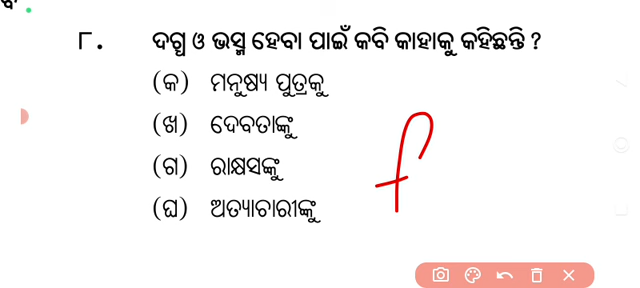 ୮. ଦଗ୍ଧ ଓ ଭସ୍ମ ହେବା ପାଇଁ କବି କାହାକୁ କହିଛନ୍ତି ?
(କ) ମନୁଷ୍ୟ ପୁତ୍ରକୁ
(ଖ) ଦେବତାଙ୍କୁ
(ଗ) ରାକ୍ଷସଙ୍କୁ
(ଘ) ଅତ୍ୟାଚାରୀଙ୍କୁ